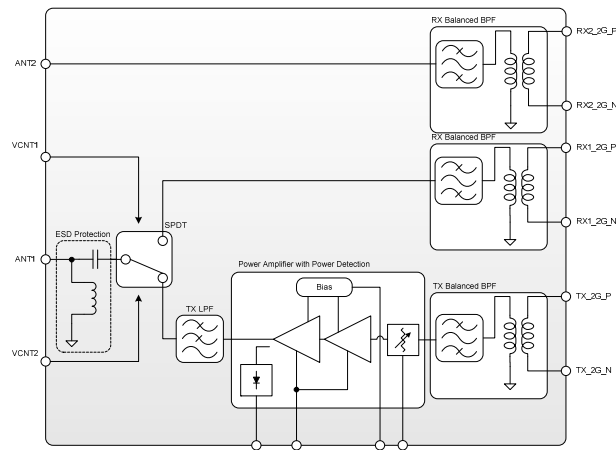 RX Balanced BPF
RX2_2G_P
ANT2
RX2_2G_N
RX Balanced BPF
VCNT1
RX1_2G_P
SPDT
RX1_2G_N
ESD Protection
ANT1
Power Amplifier with Power Detection
Bias
TX Balanced BPF
TX_2G_P
TX LPF
VCNT2
TX_2G_N